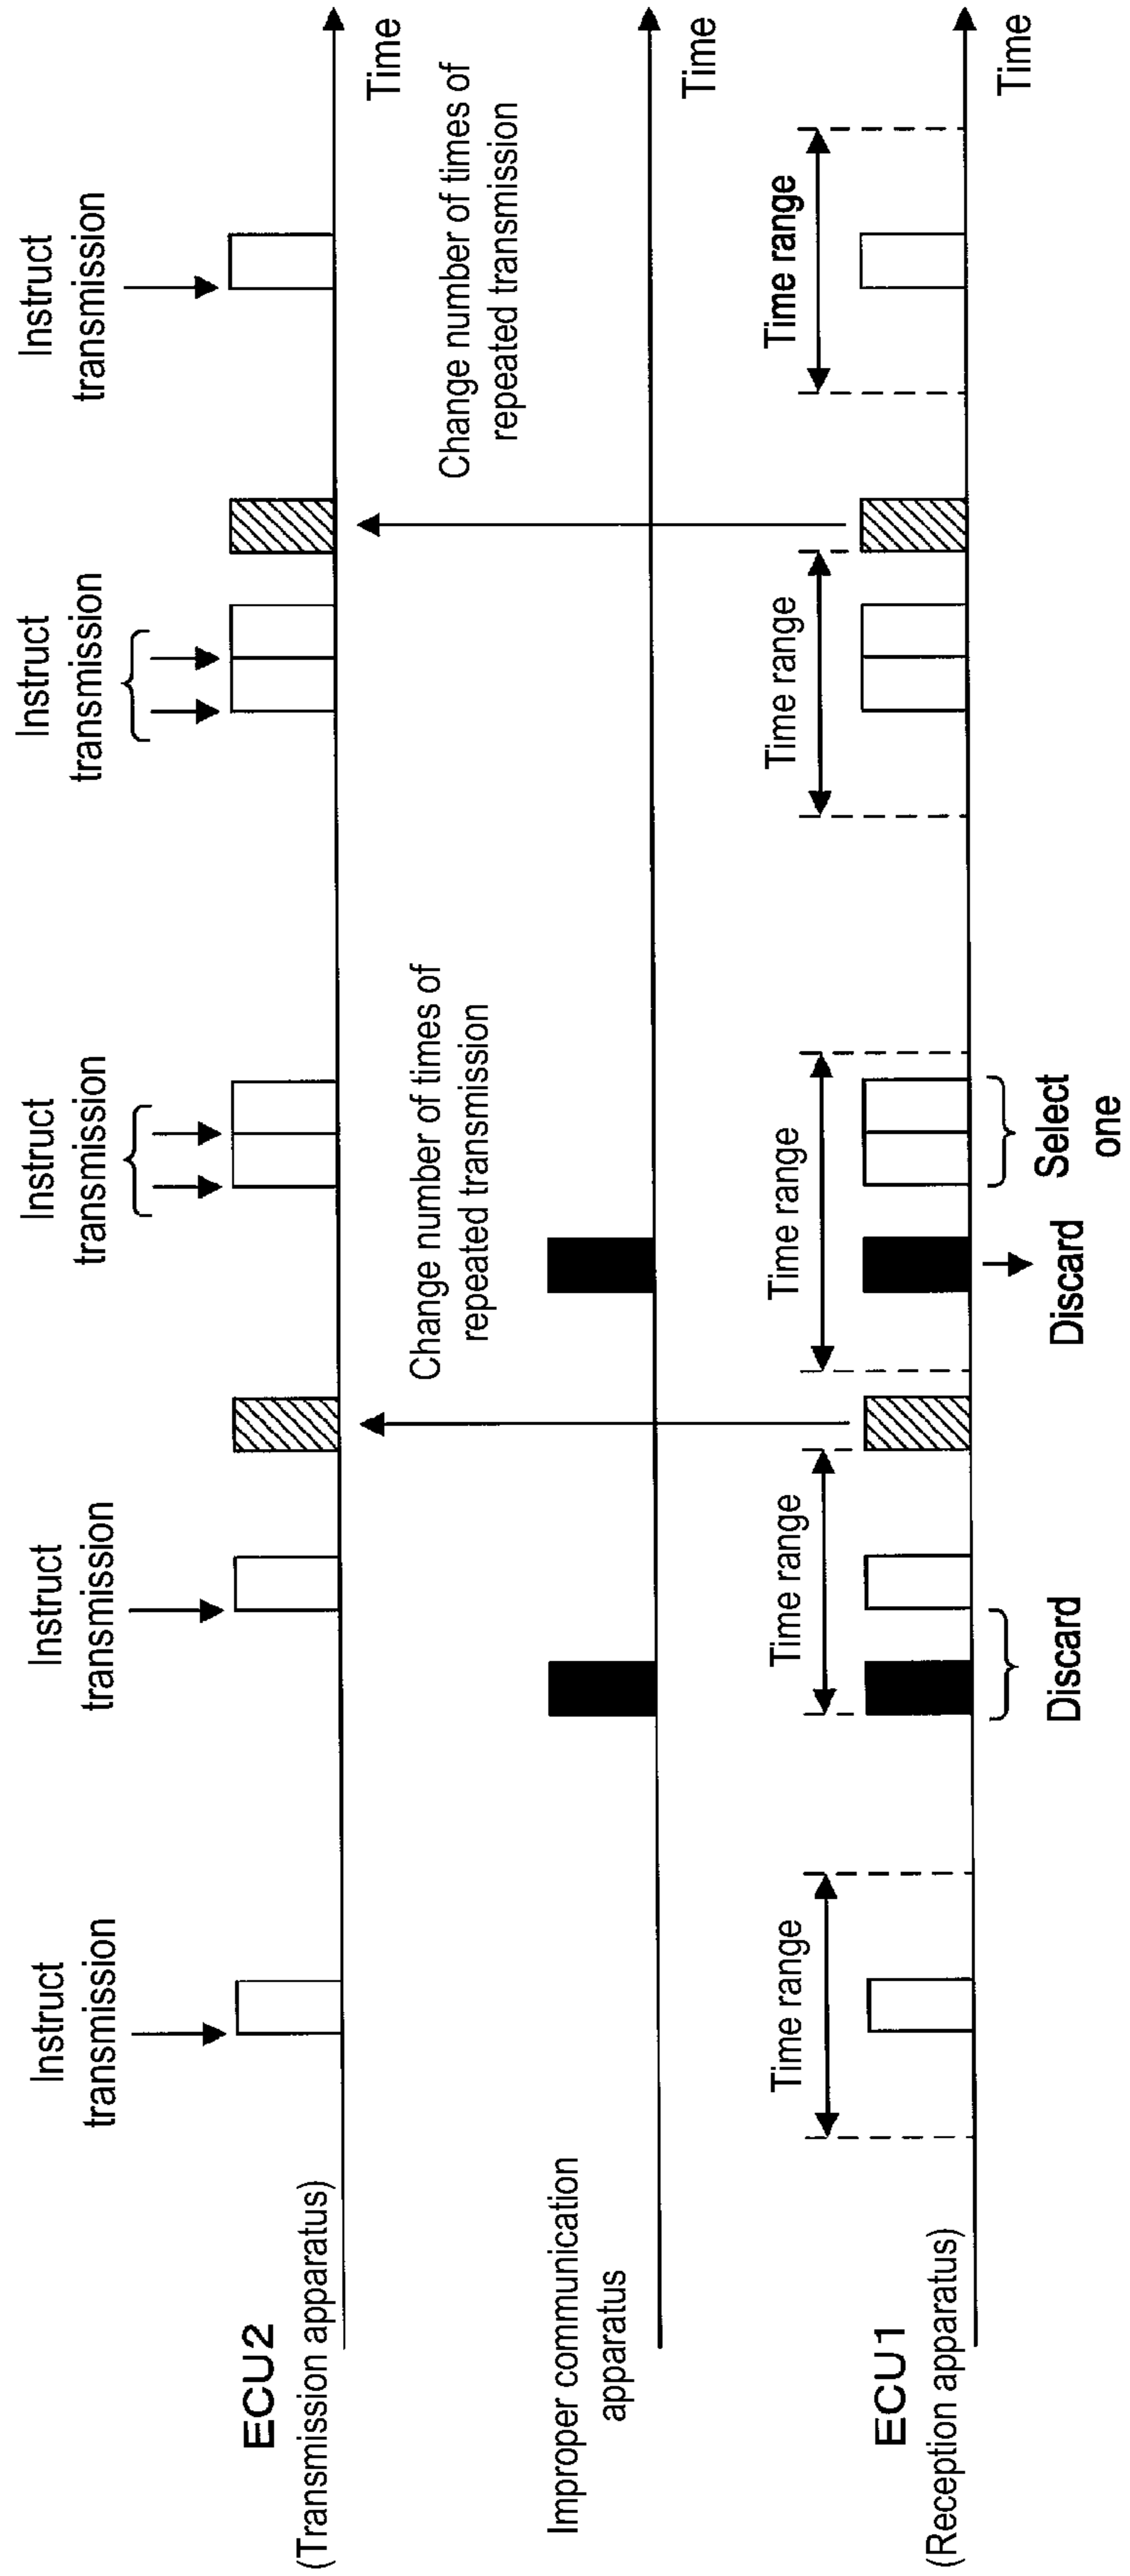 Instruct
transmission
Instruct
transmission
Instruct
transmission
Instruct
transmission
Instruct
transmission
ECU2
(Transmission apparatus)
Time
Change number of times of
repeated transmission
Change number of times of
repeated transmission
Improper communication
apparatus
Time
Time range
Time range
Time range
Time range
Time range
ECU1
(Reception apparatus)
Time
Discard
Discard
Select
one